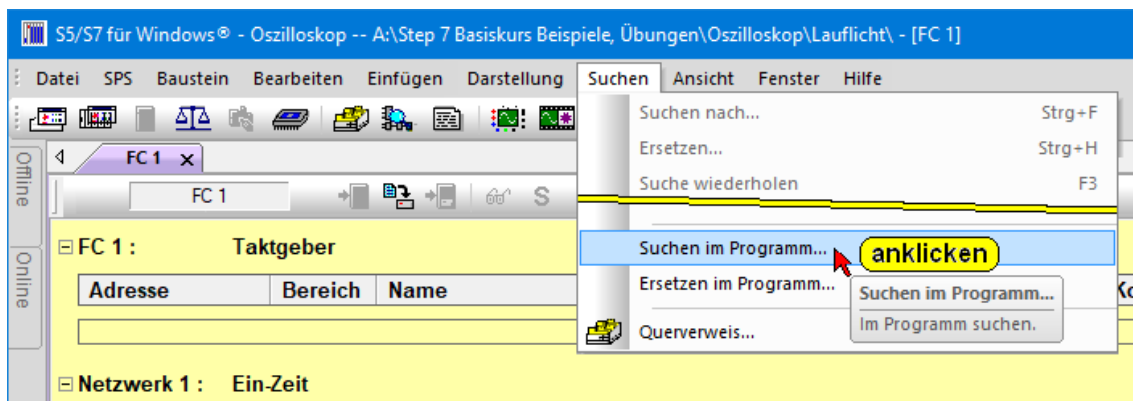 S5/S7 für Windows® - Oszilloskop -- A:\Step 7 Basiskurs Beispiele, Übungen\Oszilloskop\Lauflicht\ - [FC 1]
Datei SPS Baustein Bearbeiten Einfügen Darstellung Suchen Ansicht Fenster Hilfe
Suchen nach... Strg+F
Ersetzen... Strg+H
Suche wiederholen F3
Suchen im Programm... anklicken
Ersetzen im Programm...
Querverweis...
Suchen im Programm...
Im Programm suchen.
Offline
Online
FC 1 x
FC 1 S
FC 1 : Taktgeber
Adresse Bereich Name
Netzwerk 1 : Ein-Zeit